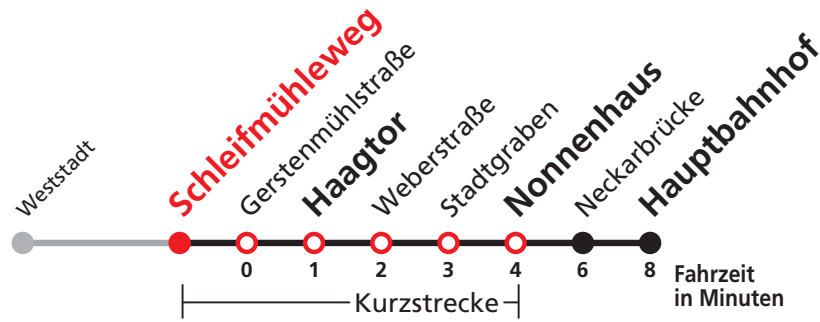 Weststadt
Schleifmühleweg
Gerstenmühlstraße
Haagtor
Weberstraße
Stadtgraben
Nonnenhaus
Neckarbrücke
Hauptbahnhof
0 1 2 3 4 6 8
Fahrzeit
in Minuten
Kurzstrecke